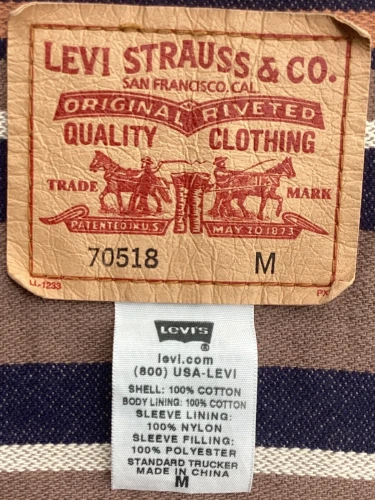 LEVI STRAUSS & CO.
SAN FRANCISCO, CAL.
ORIGINAL RIVETED
QUALITY CLOTHING
TRADE MARK
PATENTED IN U.S. MAY 20 1873
70518 M
LL-1233 PX
Levi's
®
levi.com
(800) USA-LEVI
SHELL: 100% COTTON
BODY LINING: 100% COTTON
SLEEVE LINING:
100% NYLON
SLEEVE FILLING:
100% POLYESTER
STANDARD TRUCKER
MADE IN CHINA
M